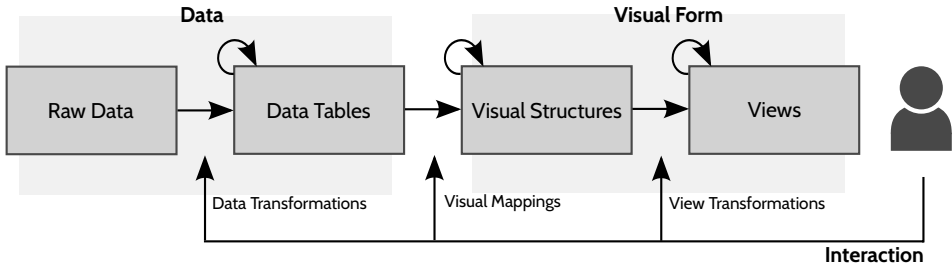 Data
Visual Form
Raw Data
Data Tables
Visual Structures
Views
Data Transformations
Visual Mappings
View Transformations
Interaction